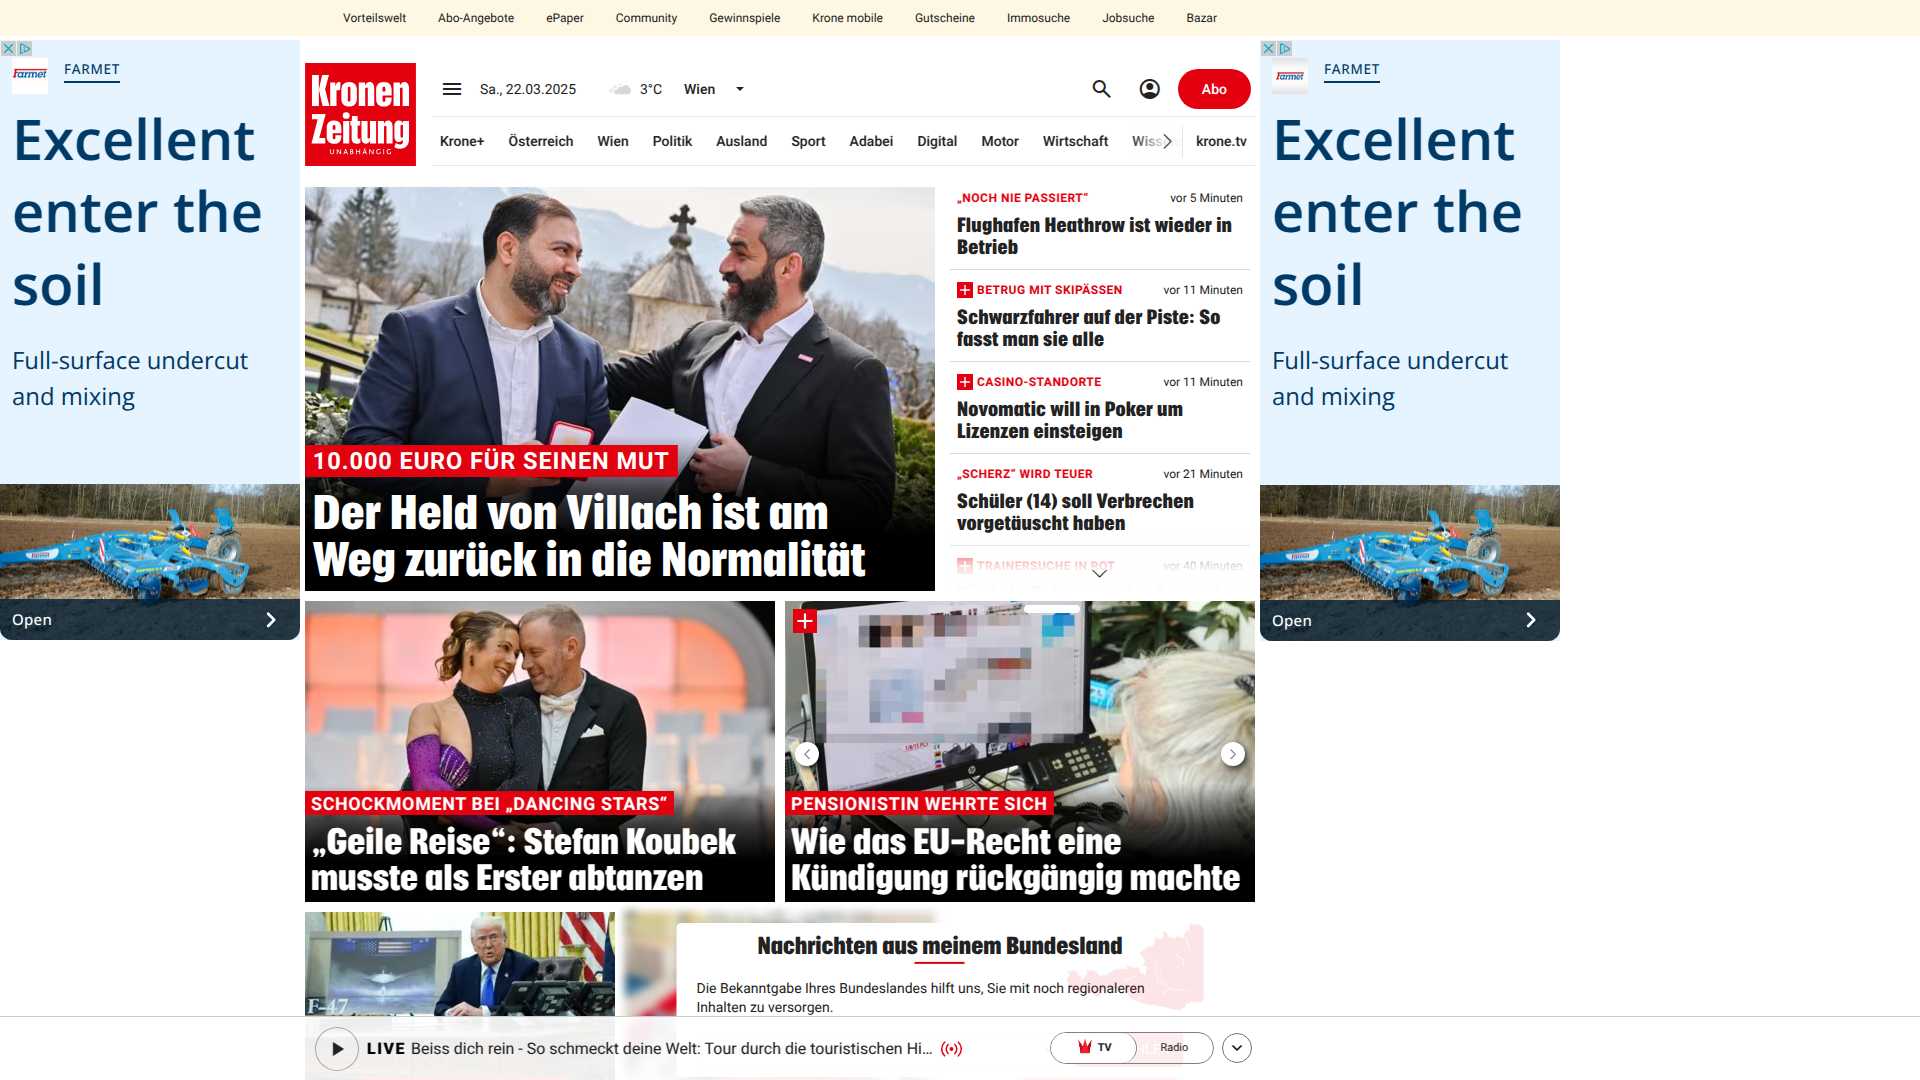 Vorteilswelt Abo-Angebote ePaper Community Gewinnspiele Krone mobile Gutscheine Immosuche Jobsuche Bazar
Farmet
FARMET
Excellent
enter the
soil
Full-surface undercut
and mixing
Open
Kronen
Zeitung
UNABHÄNGIG
Sa., 22.03.2025 3°C Wien
Abo
Krone+ Österreich Wien Politik Ausland Sport Adabei Digital Motor Wirtschaft Wiss krone.tv
10.000 EURO FÜR SEINEN MUT
Der Held von Villach ist am
Weg zurück in die Normalität
„NOCH NIE PASSIERT“ vor 5 Minuten
Flughafen Heathrow ist wieder in
Betrieb
BETRUG MIT SKIPÄSSEN vor 11 Minuten
Schwarzfahrer auf der Piste: So
fasst man sie alle
CASINO-STANDORTE vor 11 Minuten
Novomatic will in Poker um
Lizenzen einsteigen
„SCHERZ“ WIRD TEUER vor 21 Minuten
Schüler (14) soll Verbrechen
vorgetäuscht haben
TRAINERSUCHE IN ROT vor 40 Minuten
SCHOCKMOMENT BEI „DANCING STARS“
„Geile Reise“: Stefan Koubek
musste als Erster abtanzen
PENSIONISTIN WEHRTE SICH
Wie das EU-Recht eine
Kündigung rückgängig machte
F-47
Nachrichten aus meinem Bundesland
Die Bekanntgabe Ihres Bundeslandes hilft uns, Sie mit noch regionaleren
Inhalten zu versorgen.
LIVE Beiss dich rein - So schmeckt deine Welt: Tour durch die touristischen Hi...
TV Radio
Farmet
FARMET
Excellent
enter the
soil
Full-surface undercut
and mixing
Open